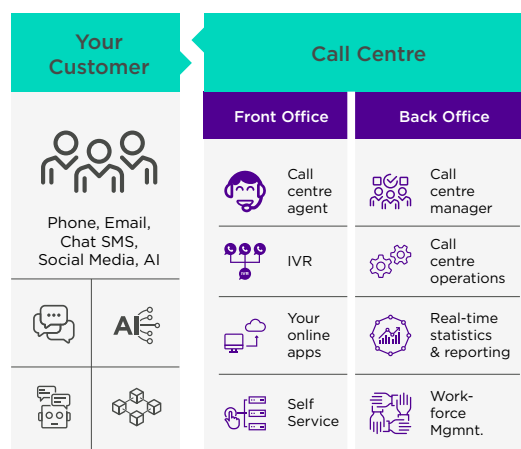 Your
Customer
Phone, Email,
Chat SMS,
Social Media, AI
AI
Call Centre
Front Office
Call
centre
agent
IVR
IVR
Your
online
apps
Self
Service
Back Office
Call
centre
manager
Call
centre
operations
Real-time
statistics
& reporting
Work-
force
Mgmnt.